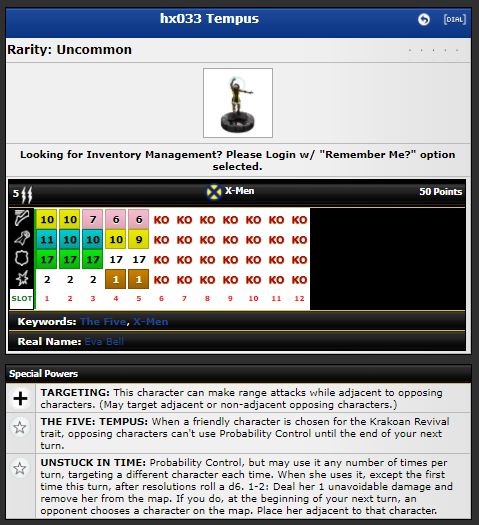 hx033 Tempus
[DIAL]
Rarity: Uncommon
Looking for Inventory Management? Please Login w/ "Remember Me?" option
selected.
5 X-Men 50 Points
10 10 7 6 6 KO KO KO KO KO KO KO
11 10 10 10 9 KO KO KO KO KO KO KO
17 17 17 17 17 KO KO KO KO KO KO KO
2 2 2 1 1 KO KO KO KO KO KO KO
SLOT 1 2 3 4 5 6 7 8 9 10 11 12
Keywords: The Five, X-Men
Real Name: Eva Bell
Special Powers
TARGETING: This character can make range attacks while adjacent to opposing
characters. (May target adjacent or non-adjacent opposing characters.)
THE FIVE: TEMPUS: When a friendly character is chosen for the Krakoan Revival
trait, opposing characters can't use Probability Control until the end of your
next turn.
UNSTUCK IN TIME: Probability Control, but may use it any number of times per
turn, targeting a different character each time. When she uses it, except the first
time this turn, after resolutions roll a d6. 1-2: Deal her 1 unavoidable damage and
remove her from the map. If you do, at the beginning of your next turn, an
opponent chooses a character on the map. Place her adjacent to that character.